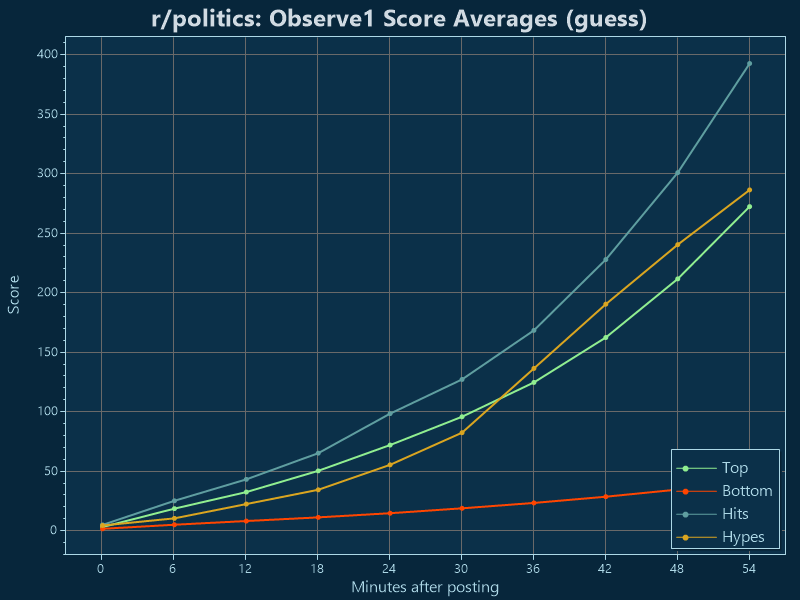 r/politics: Observe1 Score Averages (guess)
400
350
300
250
200
150
100
50
0
Score
0 6 12 18 24 30 36 42 48 54
Minutes after posting
Top
Bottom
Hits
Hypes